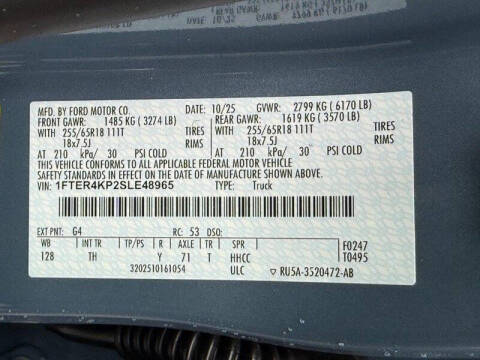 MFD. BY FORD MOTOR CO. 10/25 GVWR: 2799 KG ( 6170 LB)
FRONT GAWR: 1485 KG ( 3274 LB) REAR GAWR: 1619 KG ( 3570 LB)
WITH 255/65R18 111T TIRES WITH 255/65R18 111T TIRES
18x7.5J RIMS 18x7.5J RIMS
AT 210 kPa/ 30 PSI COLD AT 210 kPa/ 30 PSI COLD
THIS VEHICLE CONFORMS TO ALL APPLICABLE FEDERAL MOTOR VEHICLE
SAFETY STANDARDS IN EFFECT ON THE DATE OF MANUFACTURE SHOWN ABOVE.
VIN: 1FTER4KP2SLE48965 TYPE: Truck
EXT PNT: G4 RC: 53 DSO:
WB INT TR TP/PS R AXLE TR SPR F0247
128 TH Y 71 T HHCC T0495
3202510161054 ULC ▽ RU5A-3520472-AB